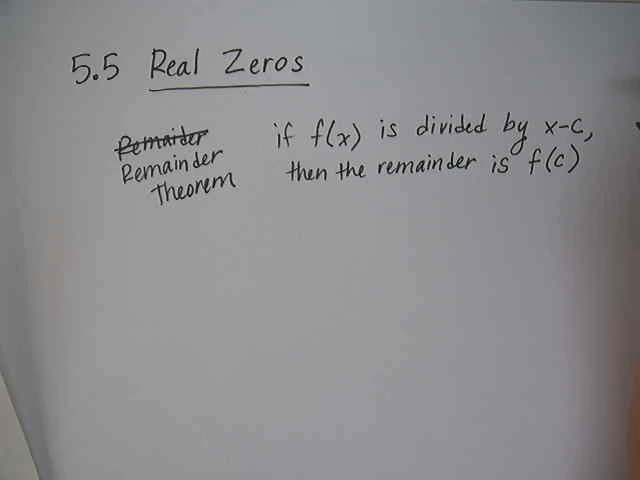 5.5 Real Zeros
Remaider
Remainder
Theorem
if f(x) is divided by x-c,
then the remainder is f(c)